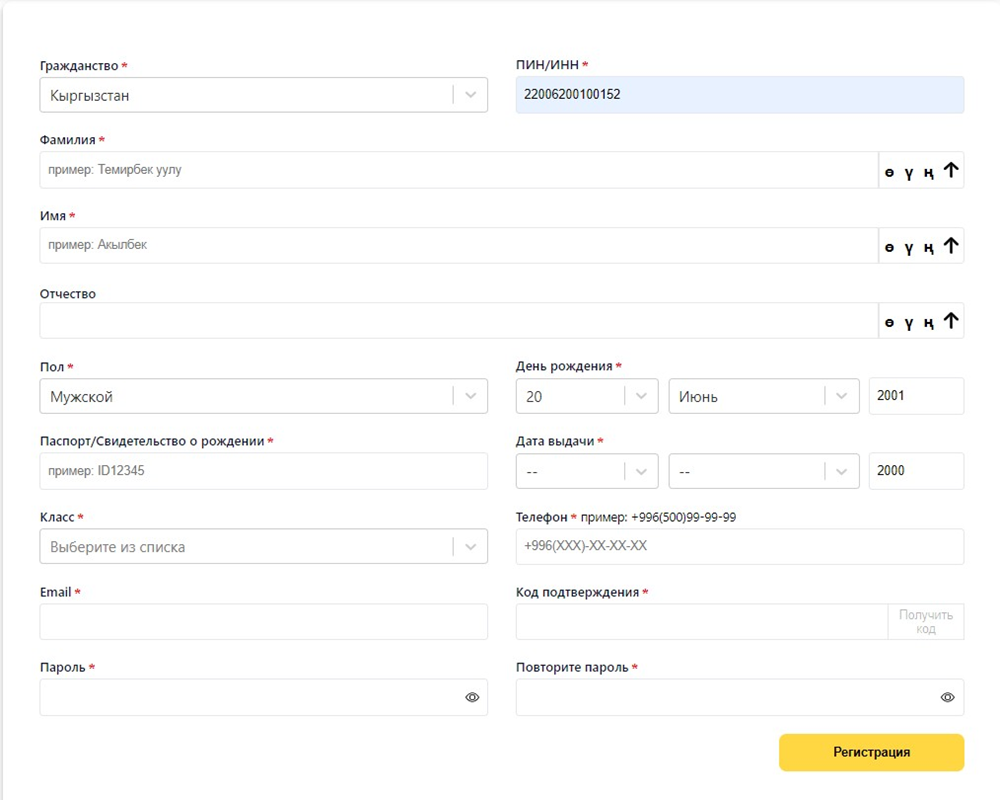 Гражданство *
ПИН/ИНН *
Кыргызстан
22006200100152
Фамилия *
пример: Темирбек уулу
ө ү ң ↑
Имя *
пример: Акылбек
ө ү ң ↑
Отчество
ө ү ң ↑
Пол *
День рождения *
Мужской
20
Июнь
2001
Паспорт/Свидетельство о рождении *
Дата выдачи *
пример: ID12345
--
--
2000
Класс *
Телефон * пример: +996(500)99-99-99
Выберите из списка
+996(XXX)-XX-XX-XX
Email *
Код подтверждения *
Получить
код
Пароль *
Повторите пароль *
Регистрация